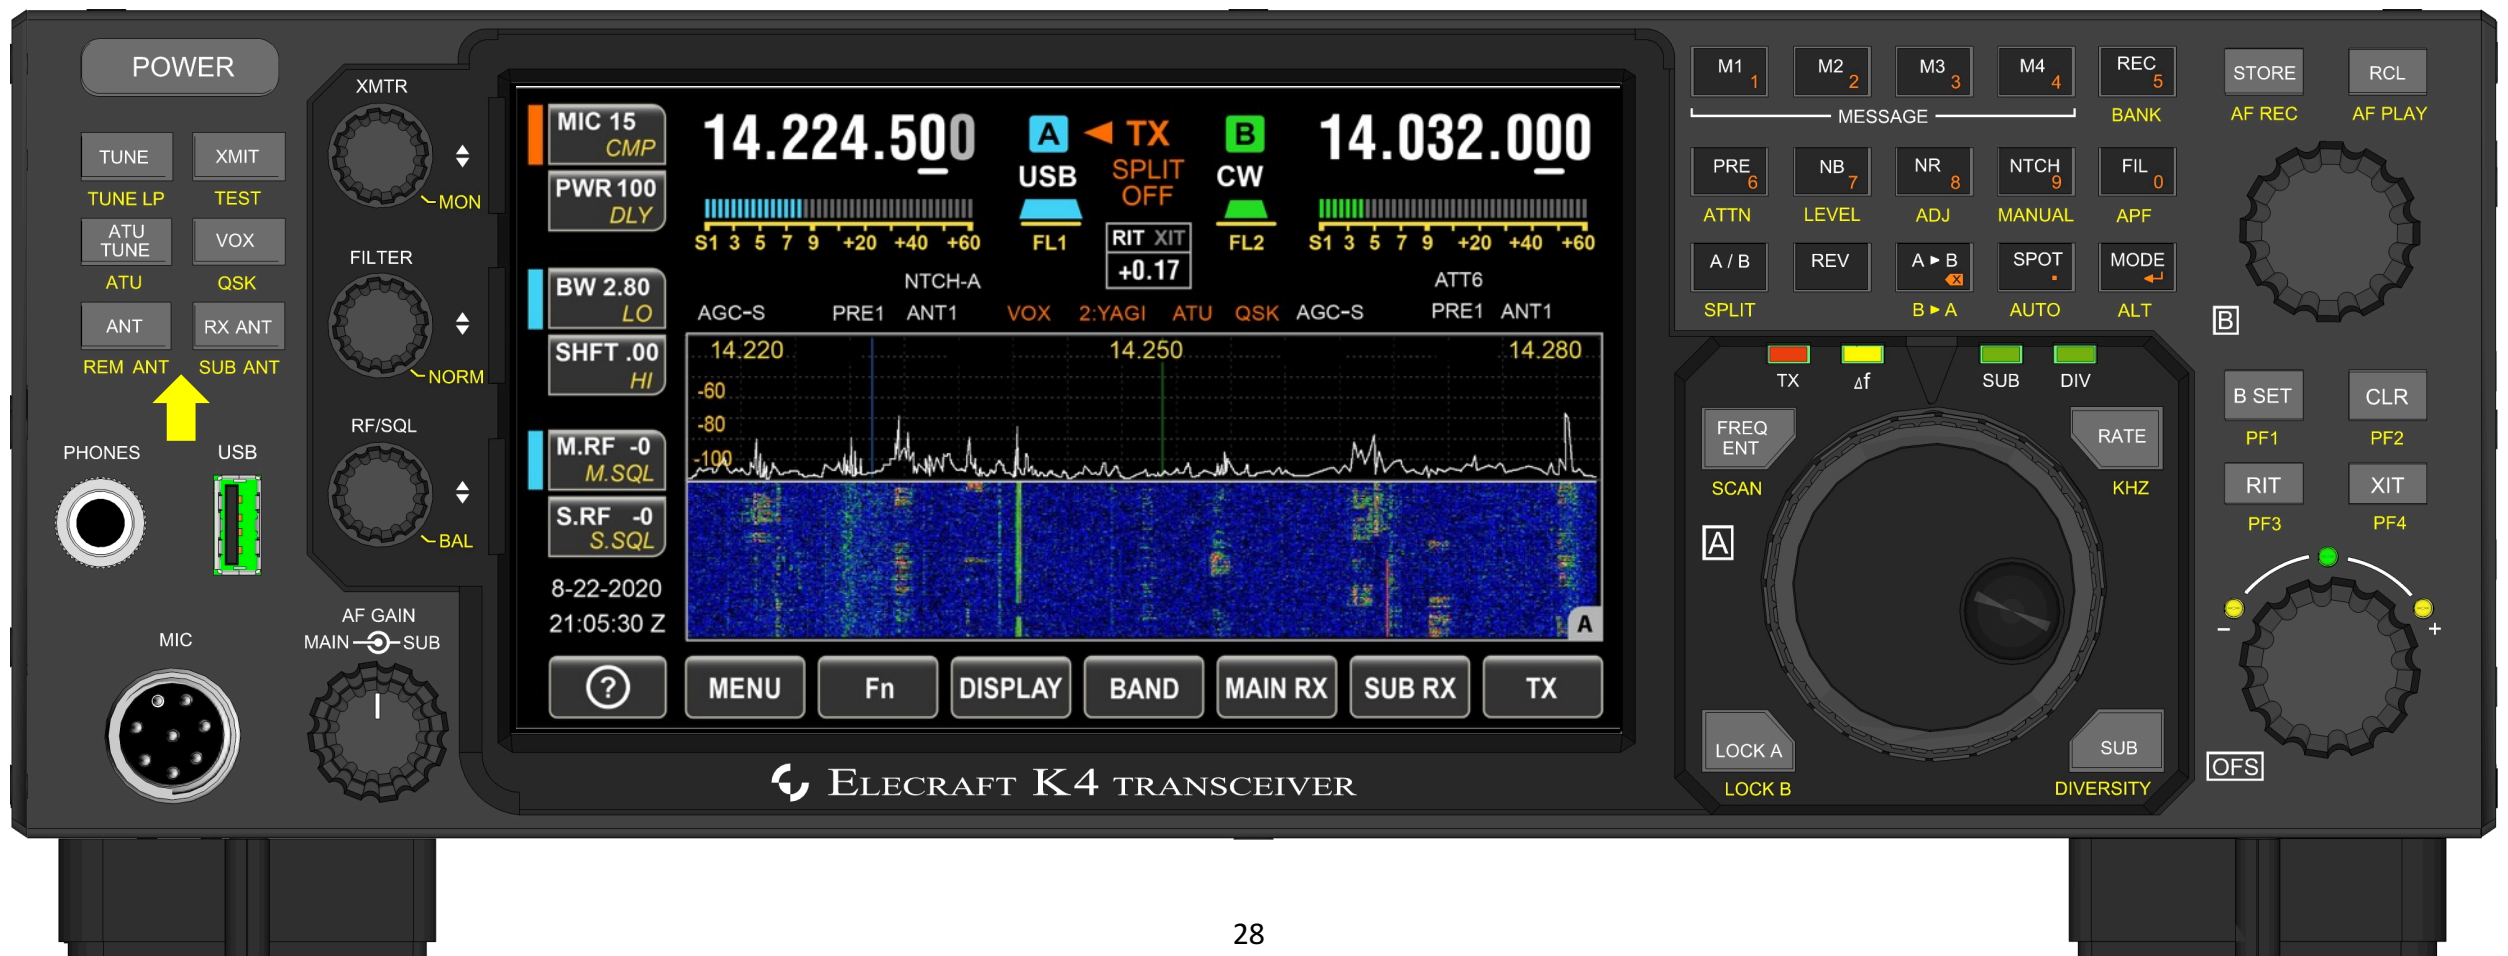 POWER
TUNE
XMIT
TUNE LP
TEST
ATU
TUNE
VOX
ATU
QSK
ANT
RX ANT
REM ANT
SUB ANT
PHONES
USB
MIC
XMTR
MON
FILTER
NORM
RF/SQL
BAL
AF GAIN
MAIN
SUB
MIC 15
CMP
PWR 100
DLY
BW 2.80
LO
SHFT .00
HI
M.RF -0
M.SQL
S.RF -0
S.SQL
8-22-2020
21:05:30 Z
14.224.500
A
TX
B
14.032.000
USB
SPLIT
OFF
CW
S1 3 5 7 9 +20 +40 +60
FL1
RIT XIT
+0.17
FL2
S1 3 5 7 9 +20 +40 +60
NTCH-A
ATT6
AGC-S
PRE1
ANT1
VOX
2:YAGI
ATU
QSK
AGC-S
PRE1
ANT1
14.220
14.250
14.280
-60
-80
-100
A
?
MENU
Fn
DISPLAY
BAND
MAIN RX
SUB RX
TX
ELECRAFT K4 TRANSCEIVER
M1 1
M2 2
M3 3
M4 4
REC 5
MESSAGE
BANK
PRE 6
NB 7
NR 8
NTCH 9
FIL 0
ATTN
LEVEL
ADJ
MANUAL
APF
A / B
REV
A ► B
SPOT .
MODE
SPLIT
B ► A
AUTO
ALT
TX
Δf
SUB
DIV
FREQ
ENT
RATE
SCAN
KHZ
A
LOCK A
SUB
LOCK B
DIVERSITY
STORE
RCL
AF REC
AF PLAY
B
B SET
CLR
PF1
PF2
RIT
XIT
PF3
PF4
−
+
OFS
28